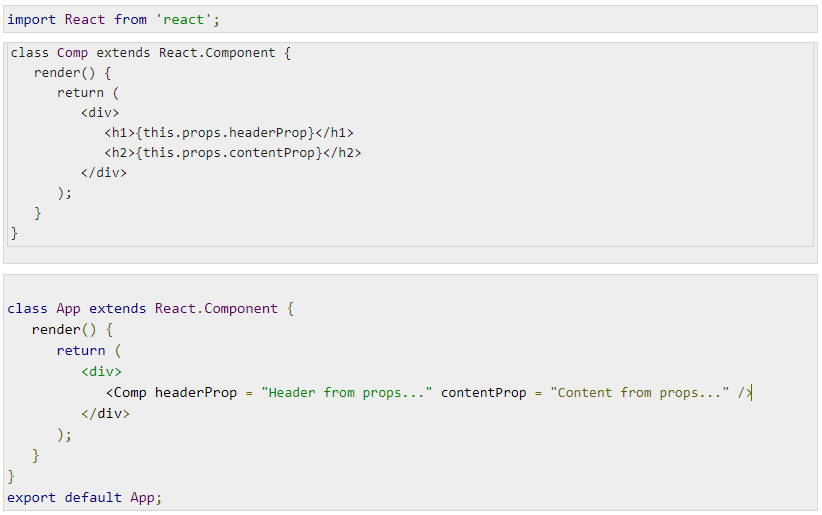 import React from 'react';
class Comp extends React.Component {
render() {
return (
<div>
<h1>{this.props.headerProp}</h1>
<h2>{this.props.contentProp}</h2>
</div>
);
}
}
class App extends React.Component {
render() {
return (
<div>
<Comp headerProp = "Header from props..." contentProp = "Content from props..." />
</div>
);
}
}
export default App;